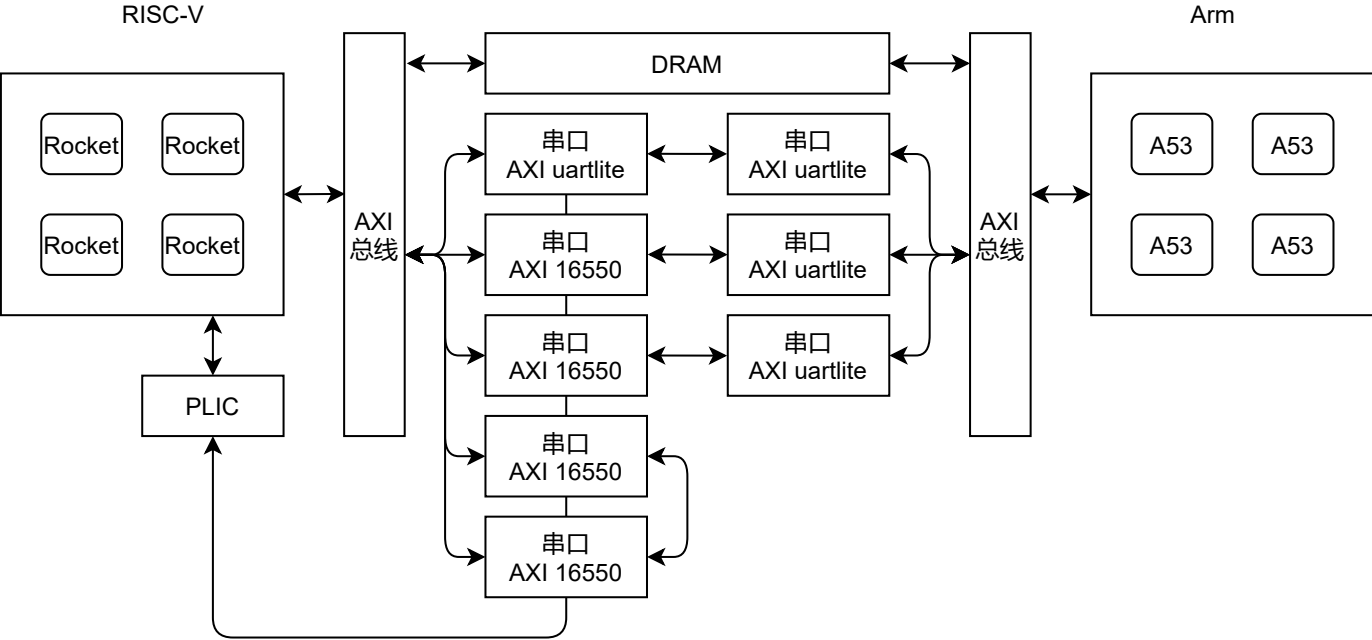 RISC-V
Arm
Rocket
Rocket
Rocket
Rocket
PLIC
AXI
总线
DRAM
串口
AXI uartlite
串口
AXI uartlite
串口
AXI 16550
串口
AXI uartlite
串口
AXI 16550
串口
AXI uartlite
串口
AXI 16550
串口
AXI 16550
AXI
总线
A53
A53
A53
A53